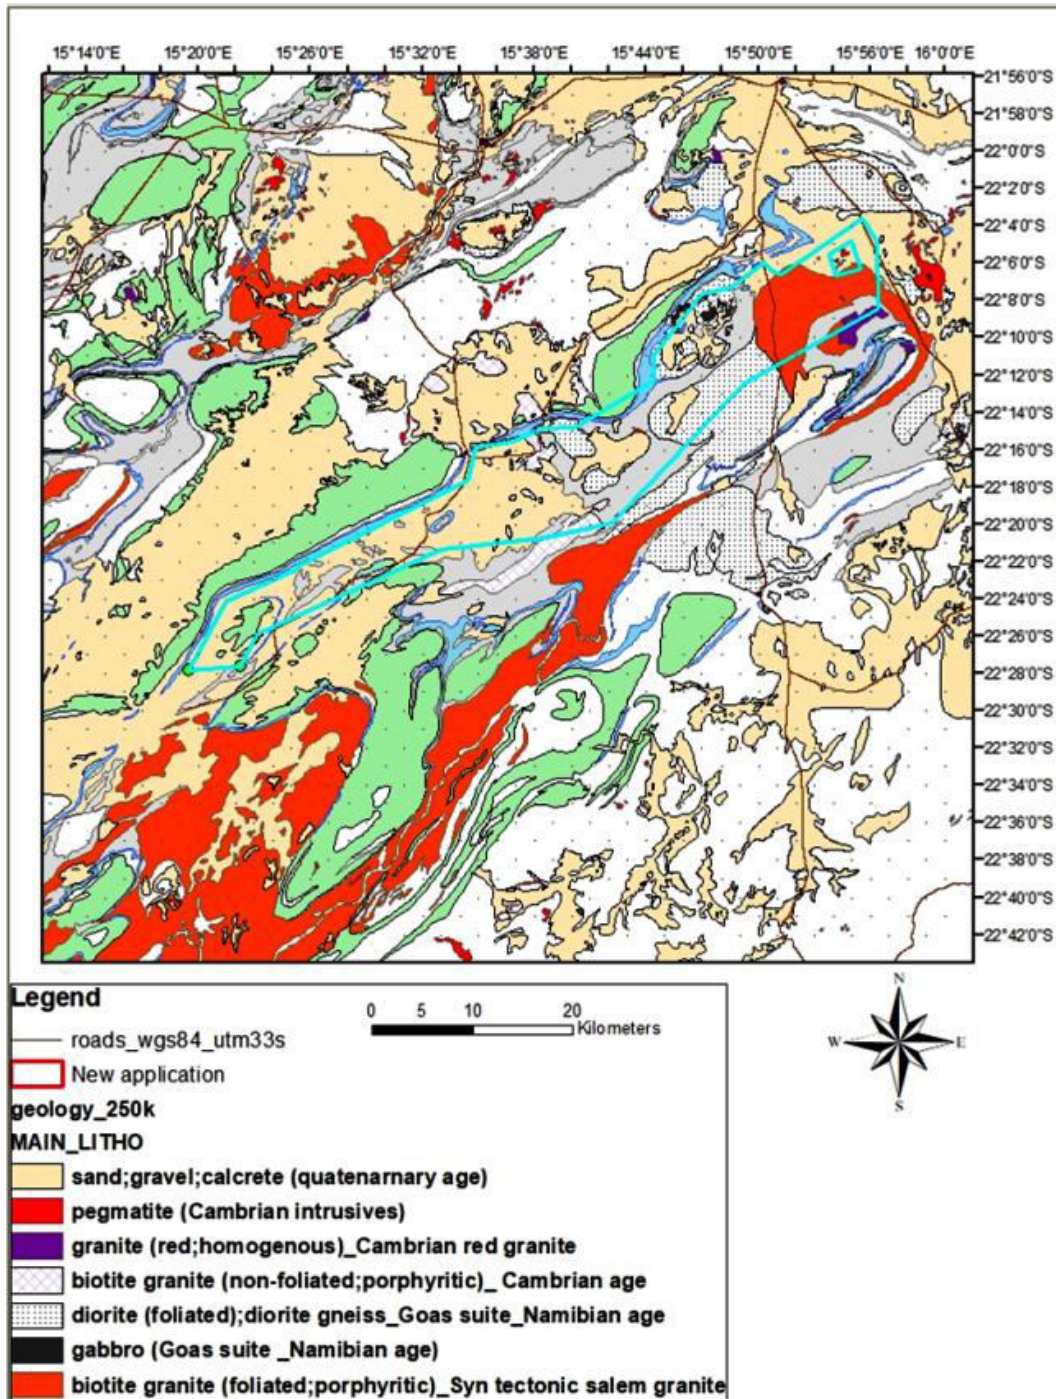 15°14'0"E 15°20'0"E 15°26'0"E 15°32'0"E 15°38'0"E 15°44'0"E 15°50'0"E 15°56'0"E 16°0'0"E
21°56'0"S
21°58'0"S
22°0'0"S
22°2'0"S
22°4'0"S
22°6'0"S
22°8'0"S
22°10'0"S
22°12'0"S
22°14'0"S
22°16'0"S
22°18'0"S
22°20'0"S
22°22'0"S
22°24'0"S
22°26'0"S
22°28'0"S
22°30'0"S
22°32'0"S
22°34'0"S
22°36'0"S
22°38'0"S
22°40'0"S
22°42'0"S
Legend
roads_wgs84_utm33s
New application
geology_250k
MAIN_LITHO
sand;gravel;calcrete (quatenarnary age)
pegmatite (Cambrian intrusives)
granite (red;homogenous)_Cambrian red granite
biotite granite (non-foliated;porphyritic)_ Cambrian age
diorite (foliated);diorite gneiss_Goas suite_Namibian age
gabbro (Goas suite _Namibian age)
biotite granite (foliated;porphyritic)_Syn tectonic salem granite
0 5 10 20
Kilometers
N
W E
S